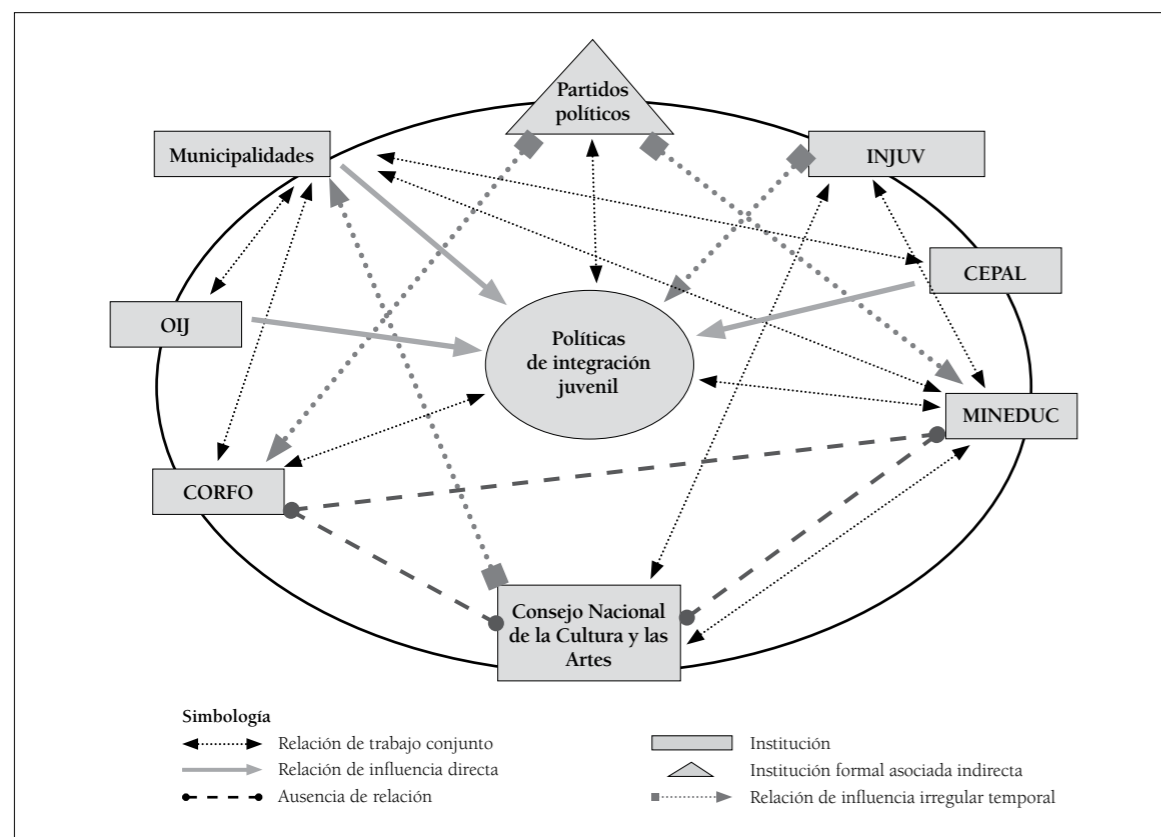 Partidos
políticos
Municipalidades
INJUV
CEPAL
OIJ
Políticas
de integración
juvenil
MINEDUC
CORFO
Consejo Nacional
de la Cultura y las
Artes
Simbología
Relación de trabajo conjunto
Relación de influencia directa
Ausencia de relación
Institución
Institución formal asociada indirecta
Relación de influencia irregular temporal